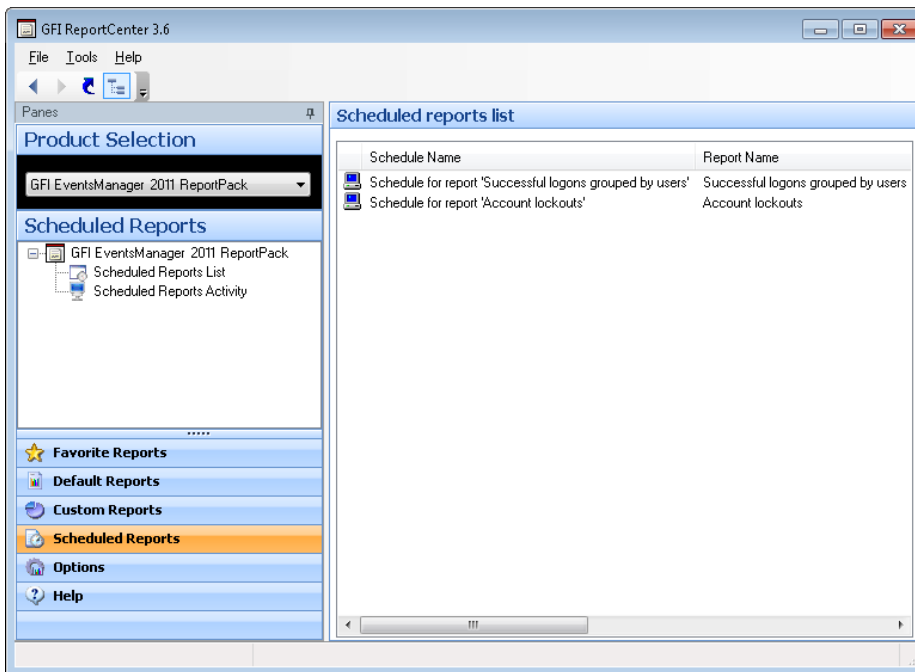 GFI ReportCenter 3.6
File Tools Help
Panes
Product Selection
GFI EventsManager 2011 ReportPack
Scheduled Reports
GFI EventsManager 2011 ReportPack
Scheduled Reports List
Scheduled Reports Activity
Favorite Reports
Default Reports
Custom Reports
Scheduled Reports
Options
Help
Scheduled reports list
Schedule Name Report Name
Schedule for report 'Successful logons grouped by users' Successful logons grouped by users
Schedule for report 'Account lockouts' Account lockouts